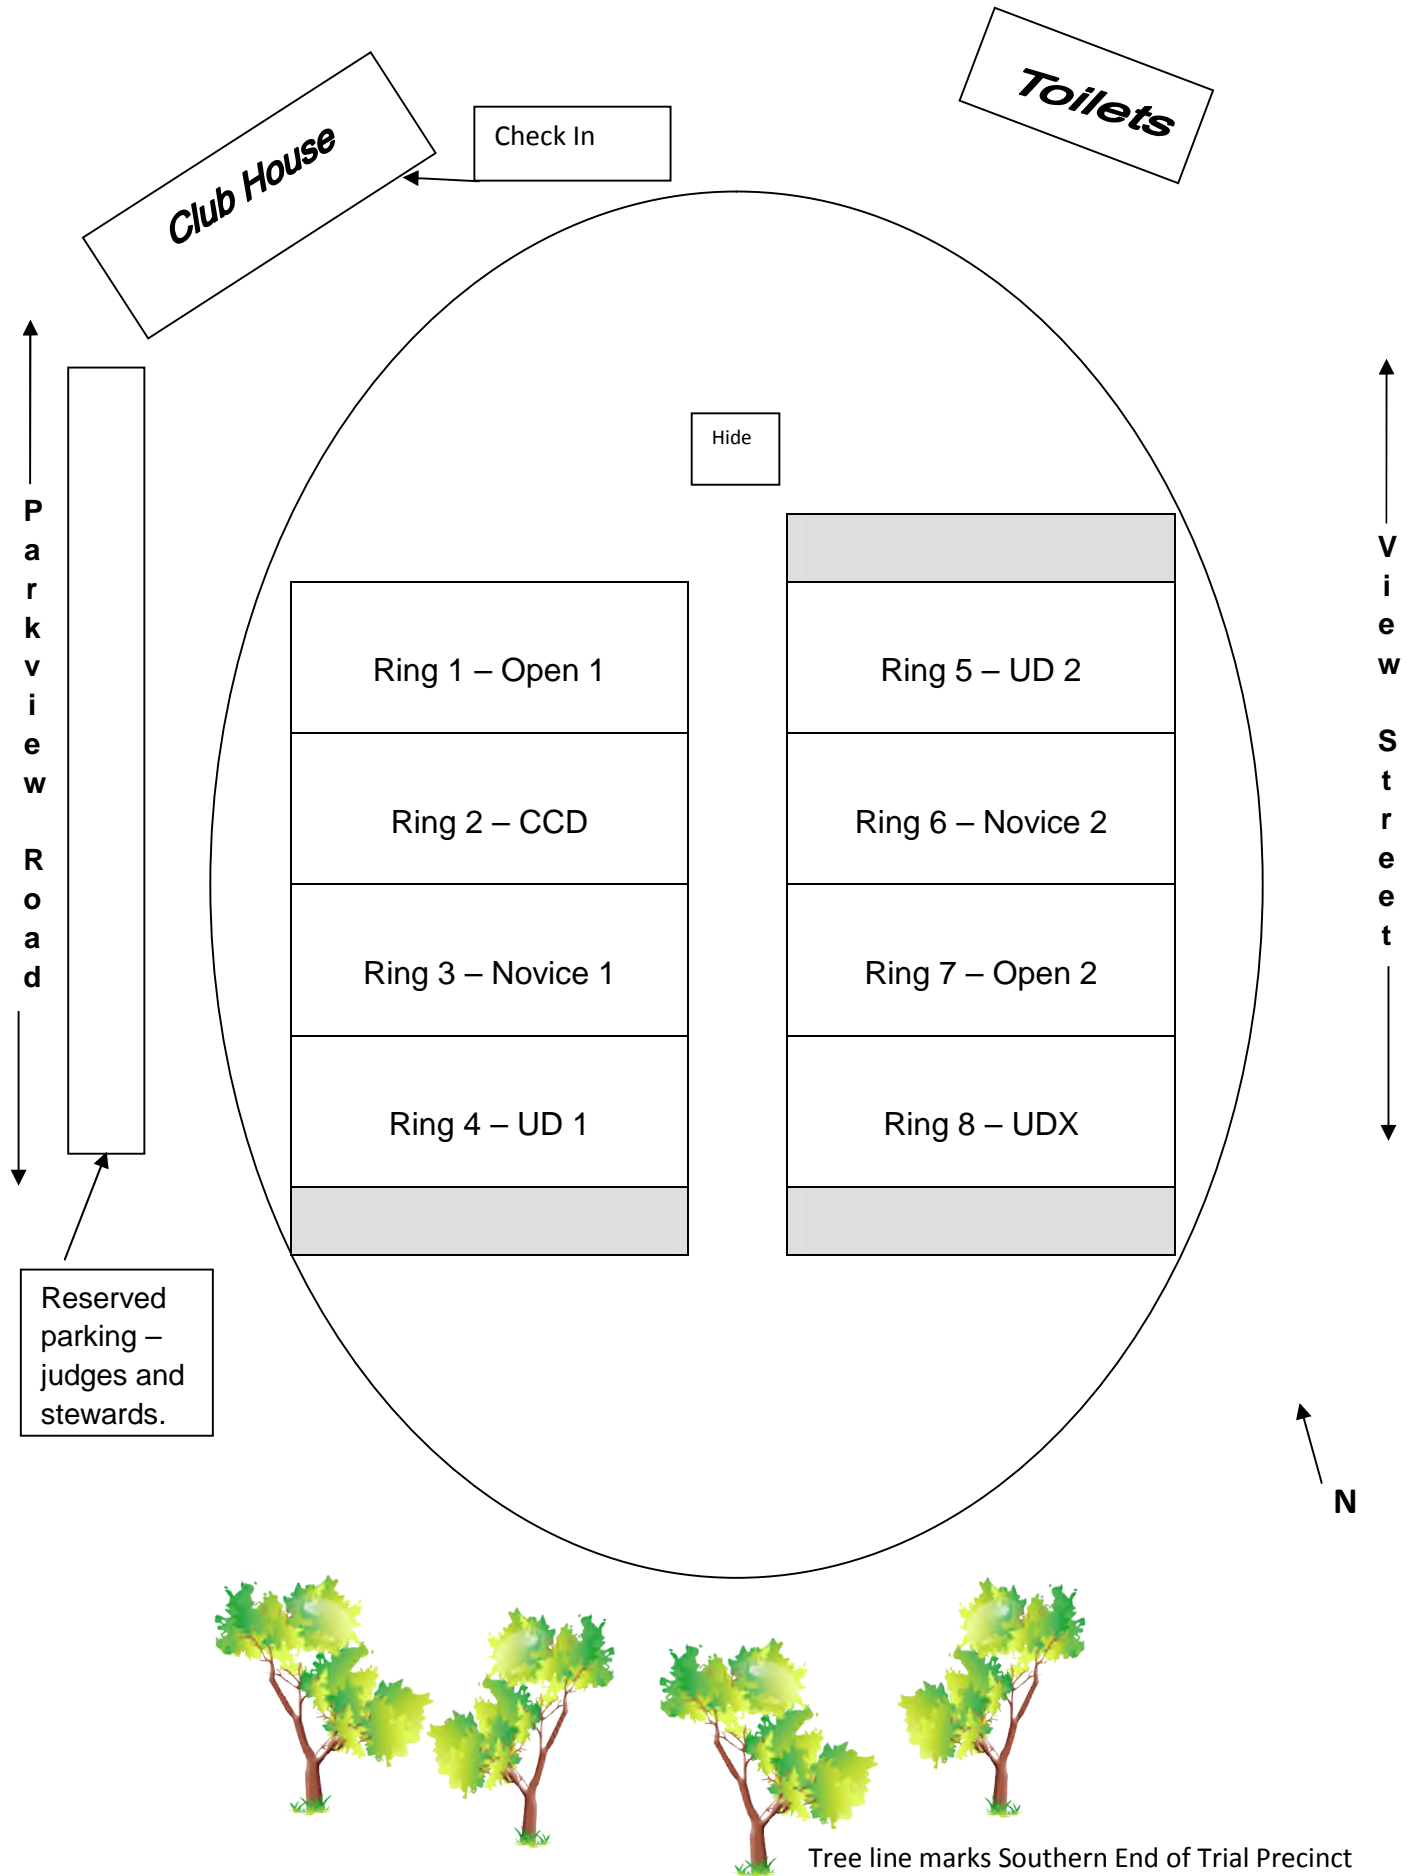 Toilets
Club House
Check In
Hide
Parkview Road
View Street
Ring 1 – Open 1
Ring 5 – UD 2
Ring 2 – CCD
Ring 6 – Novice 2
Ring 3 – Novice 1
Ring 7 – Open 2
Ring 4 – UD 1
Ring 8 – UDX
Reserved
parking –
judges and
stewards.
N
Tree line marks Southern End of Trial Precinct